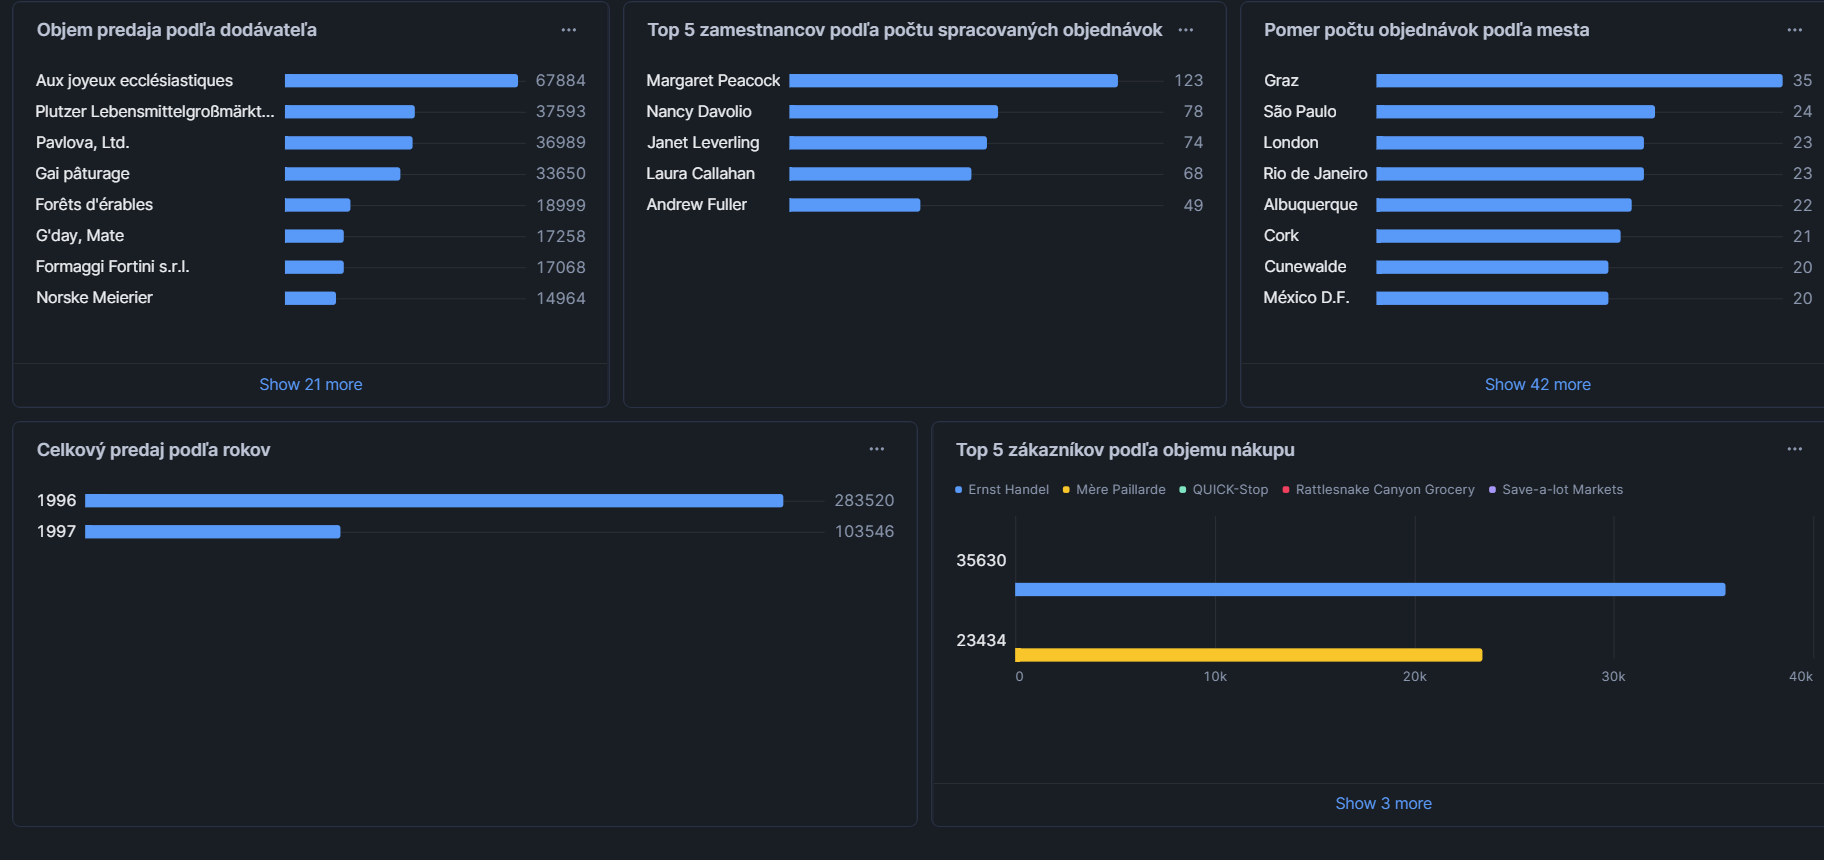 Objem predaja podľa dodávateľa
Aux joyeux ecclésiastiques 67884
Plutzer Lebensmittelgroßmärkt... 37593
Pavlova, Ltd. 36989
Gai pâturage 33650
Forêts d'érables 18999
G'day, Mate 17258
Formaggi Fortini s.r.l. 17068
Norske Meierier 14964
Show 21 more
Top 5 zamestnancov podľa počtu spracovaných objednávok
Margaret Peacock 123
Nancy Davolio 78
Janet Leverling 74
Laura Callahan 68
Andrew Fuller 49
Pomer počtu objednávok podľa mesta
Graz 35
São Paulo 24
London 23
Rio de Janeiro 23
Albuquerque 22
Cork 21
Cunewalde 20
México D.F. 20
Show 42 more
Celkový predaj podľa rokov
1996 283520
1997 103546
Top 5 zákazníkov podľa objemu nákupu
Ernst Handel Mère Paillarde QUICK-Stop Rattlesnake Canyon Grocery Save-a-lot Markets
35630
23434
0 10k 20k 30k 40k
Show 3 more